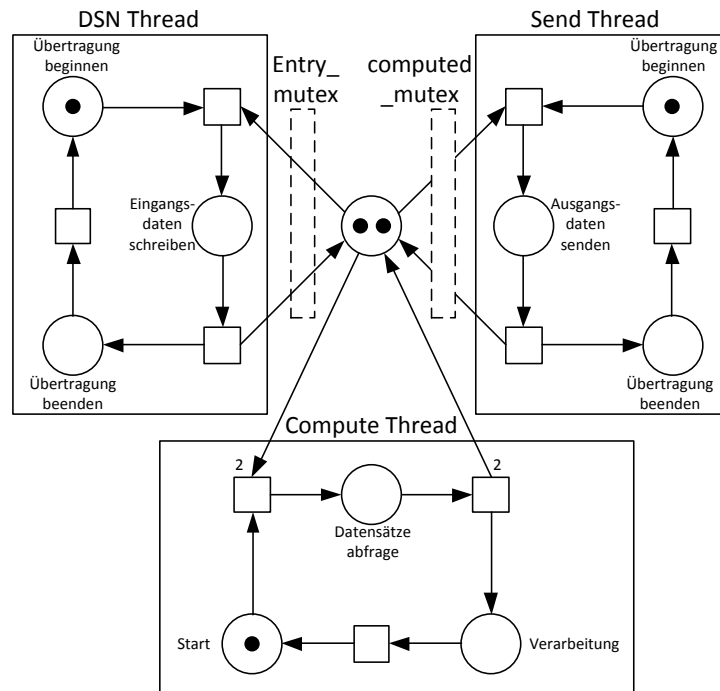 DSN Thread
Send Thread
Übertragung
beginnen
Entry_
mutex
computed
_mutex
Übertragung
beginnen
Eingangs-
daten
schreiben
Ausgangs-
daten
senden
Übertragung
beenden
Übertragung
beenden
Compute Thread
2
2
Datensätze
abfrage
Start
Verarbeitung